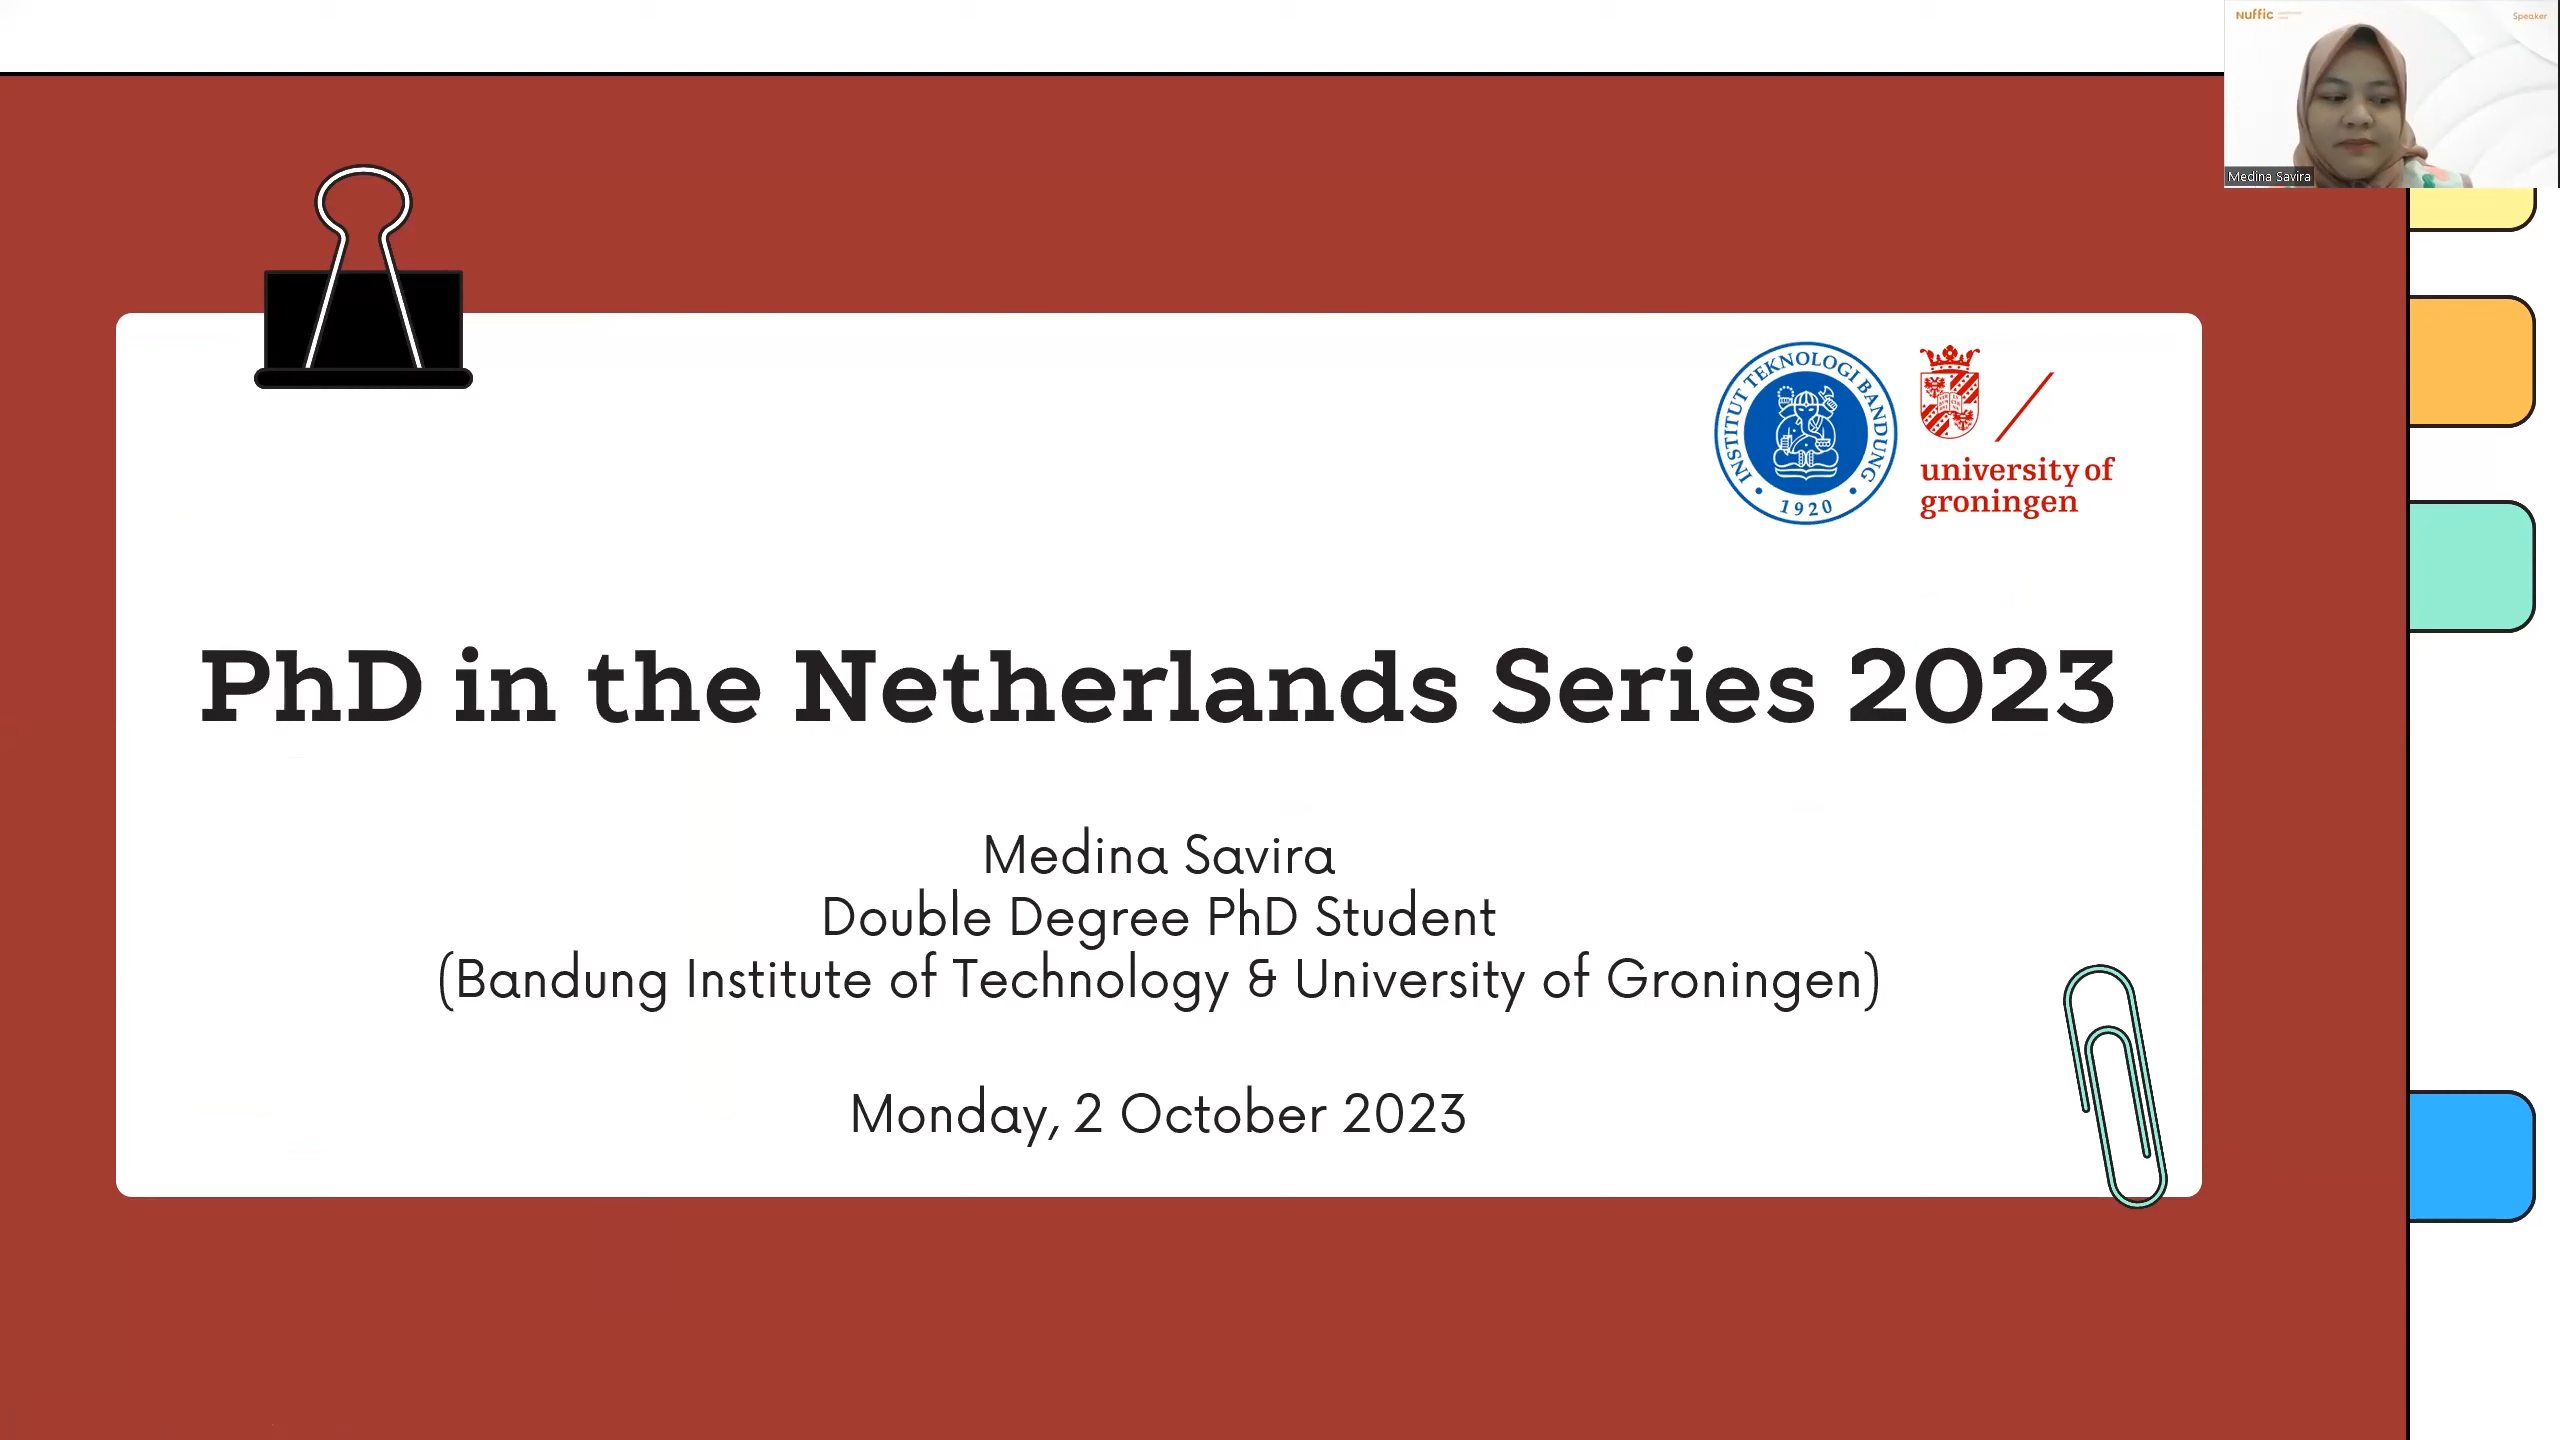 Nuffic
Speaker
Medina Savira
INSTITUT TEKNOLOGI BANDUNG
1920
university of
groningen
PhD in the Netherlands Series 2023
Medina Savira
Double Degree PhD Student
(Bandung Institute of Technology & University of Groningen)
Monday, 2 October 2023